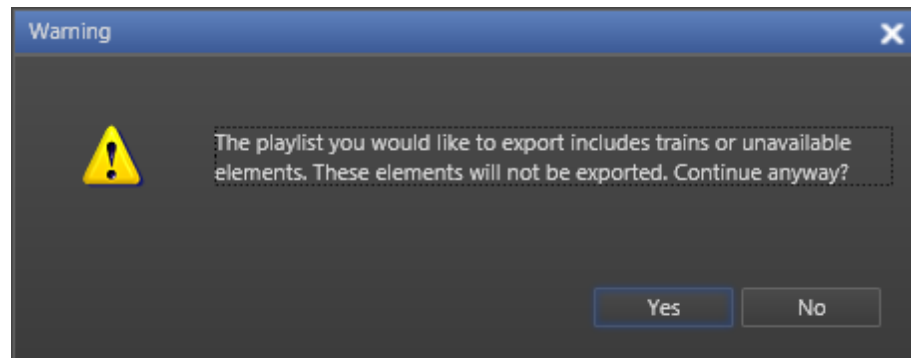 Warning
The playlist you would like to export includes trains or unavailable
elements. These elements will not be exported. Continue anyway?
Yes No